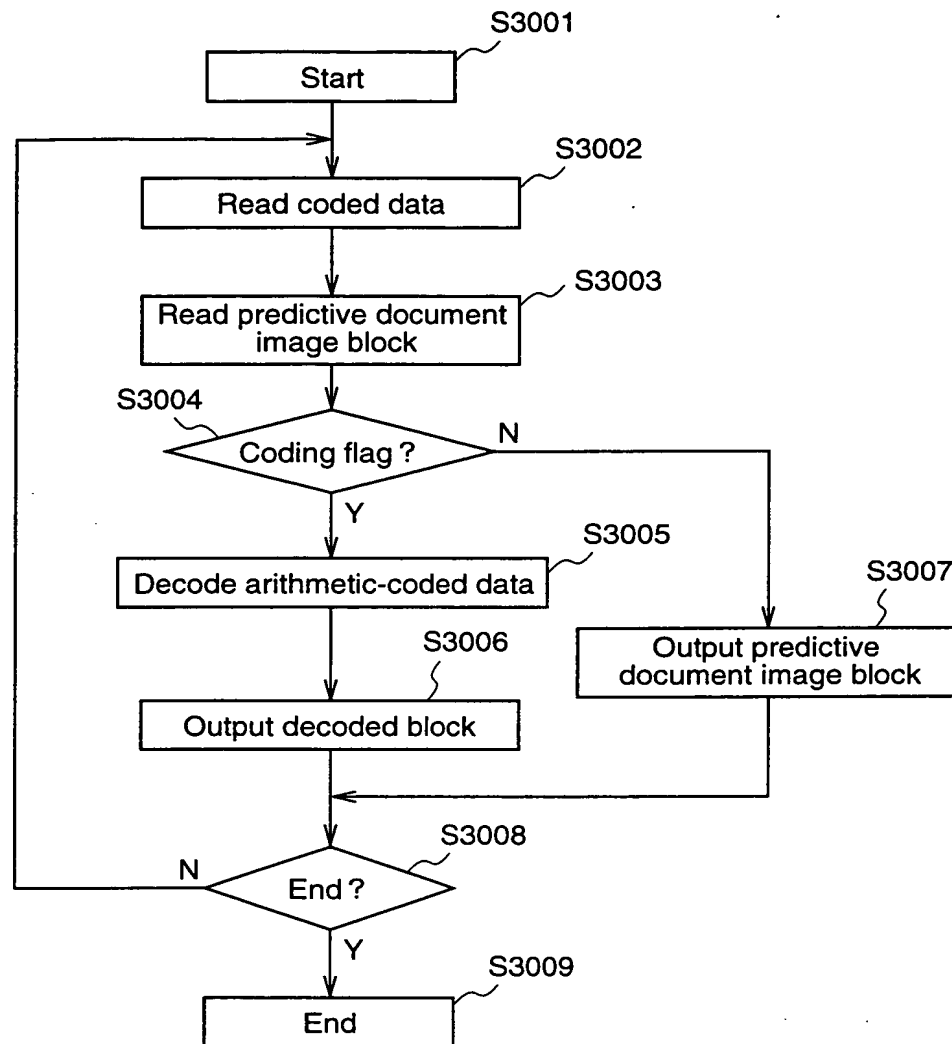 S3001
Start
S3002
Read coded data
S3003
Read predictive document
image block
S3004
Coding flag ?
N
Y
S3005
Decode arithmetic-coded data
S3007
Output predictive
document image block
S3006
Output decoded block
S3008
N
End ?
Y
S3009
End